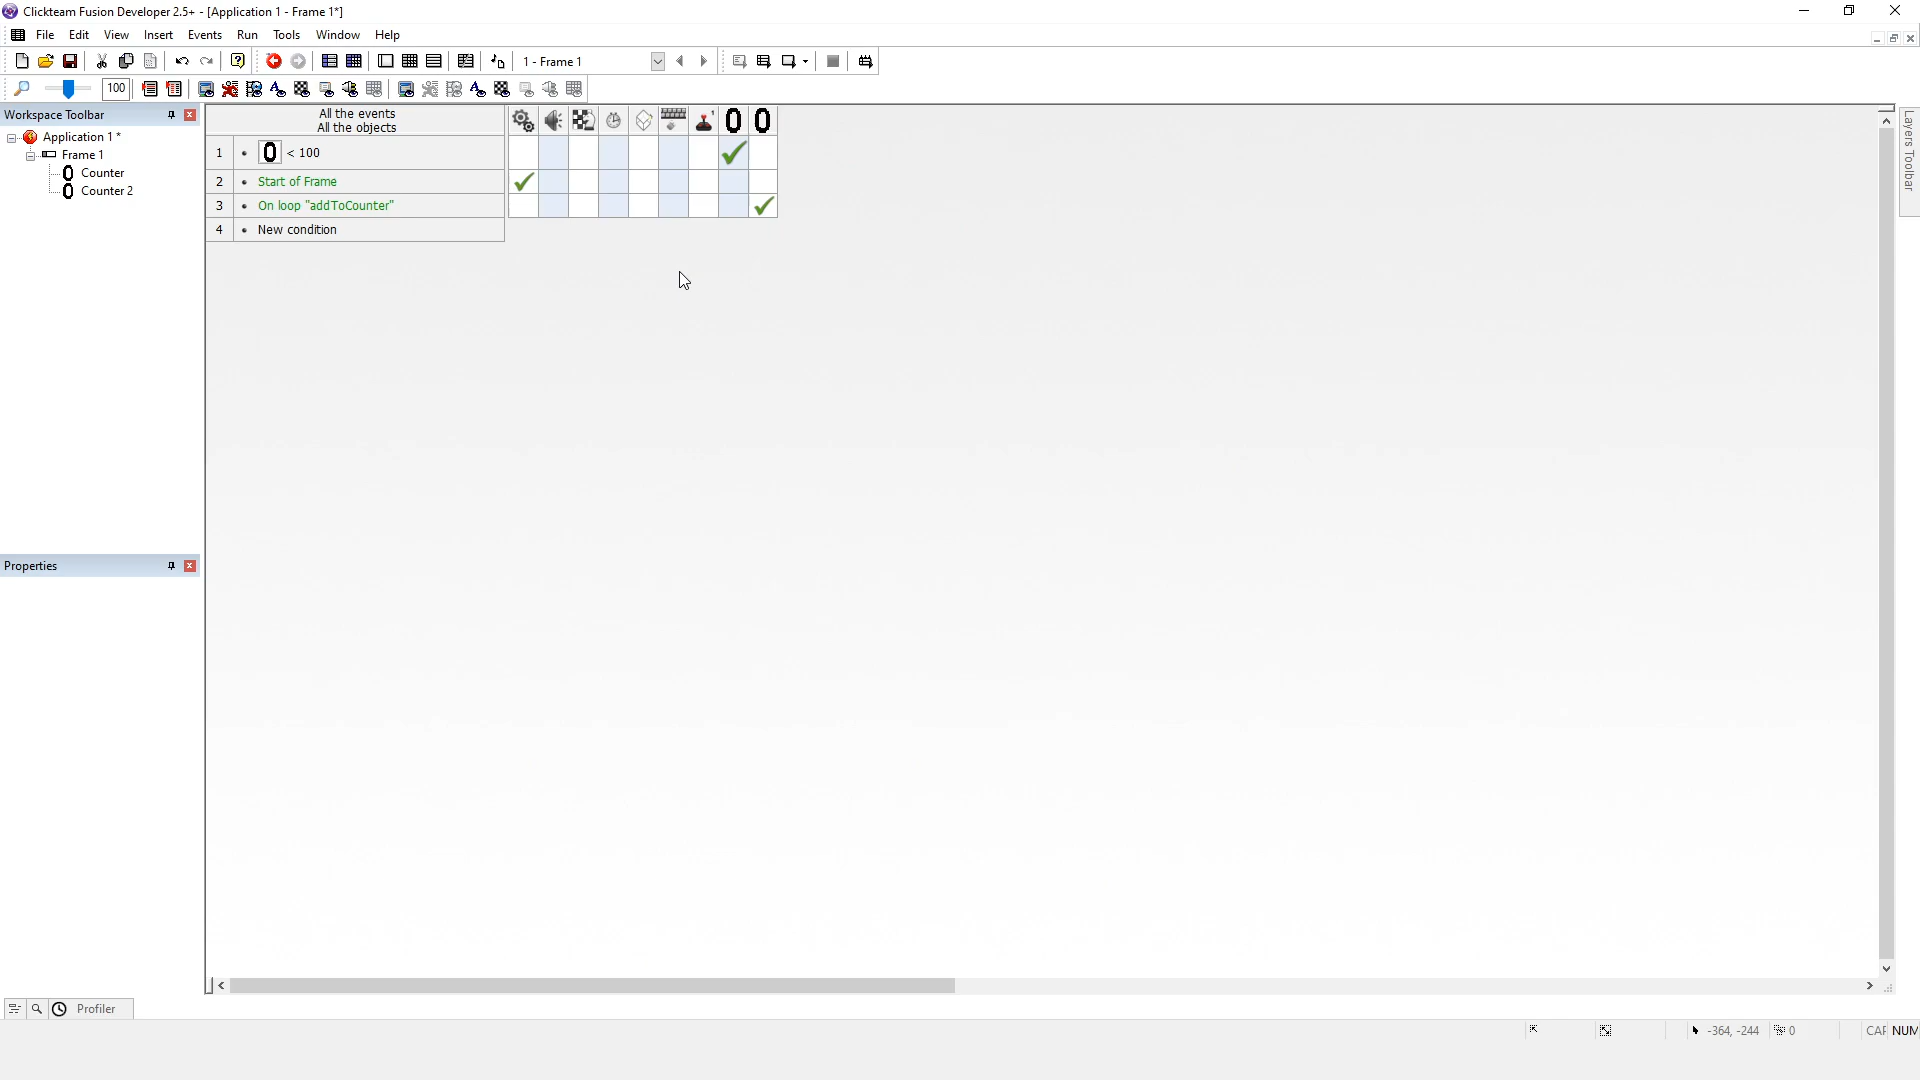 Clickteam Fusion Developer 2.5+ - [Application 1 - Frame 1*]
File Edit View Insert Events Run Tools Window Help
1 - Frame 1
100
Workspace Toolbar
Application 1 *
Frame 1
0 Counter
0 Counter 2
All the events
All the objects
0 0
1 • 0 < 100
2 • Start of Frame
3 • On loop "addToCounter"
4 • New condition
Layers Toolbar
Properties
Profiler
-364, -244 0 CAP NUM